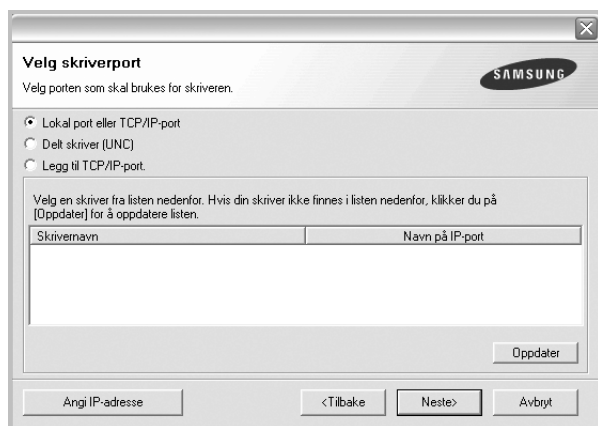 Velg skriverport
Velg porten som skal brukes for skriveren.
SAMSUNG
Lokal port eller TCP/IP-port
Delt skriver (UNC)
Legg til TCP/IP-port.
Velg en skriver fra listen nedenfor. Hvis din skriver ikke finnes i listen nedenfor, klikker du på
[Oppdater] for å oppdatere listen.
Skrivernavn Navn på IP-port
Oppdater
Angi IP-adresse <Tilbake Neste> Avbryt